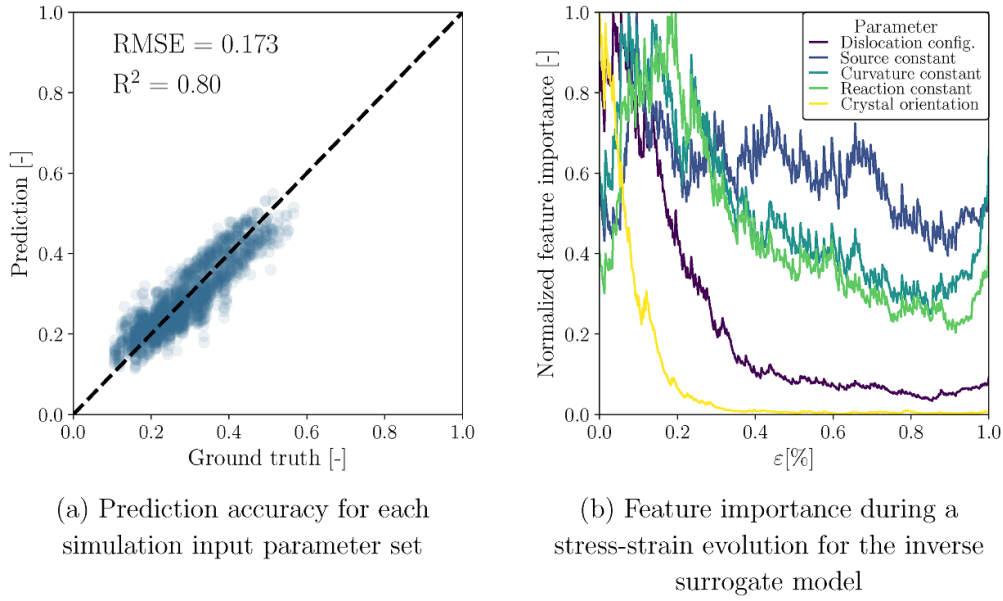 RMSE = 0.173
R² = 0.80
1.0
0.8
0.6
0.4
0.2
0.0
Prediction [-]
0.0 0.2 0.4 0.6 0.8 1.0
Ground truth [-]
(a) Prediction accuracy for each
simulation input parameter set
Parameter
Dislocation config.
Source constant
Curvature constant
Reaction constant
Crystal orientation
1.0
0.8
0.6
0.4
0.2
0.0
Normalized feature importance [-]
0.0 0.2 0.4 0.6 0.8 1.0
ε[%]
(b) Feature importance during a
stress-strain evolution for the inverse
surrogate model